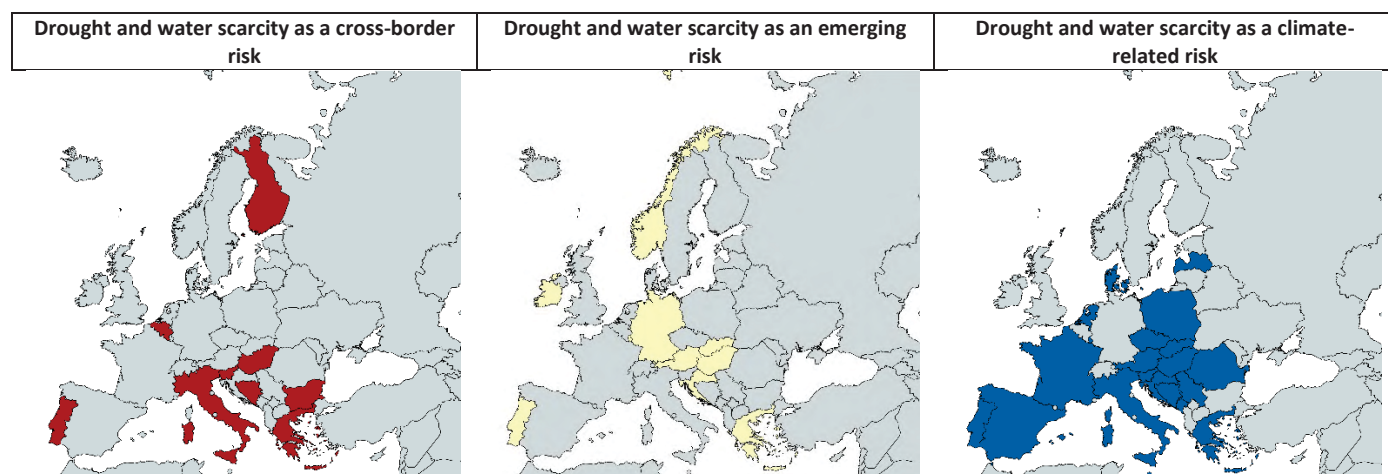 Drought and water scarcity as a cross-border
risk
Drought and water scarcity as an emerging
risk
Drought and water scarcity as a climate-
related risk